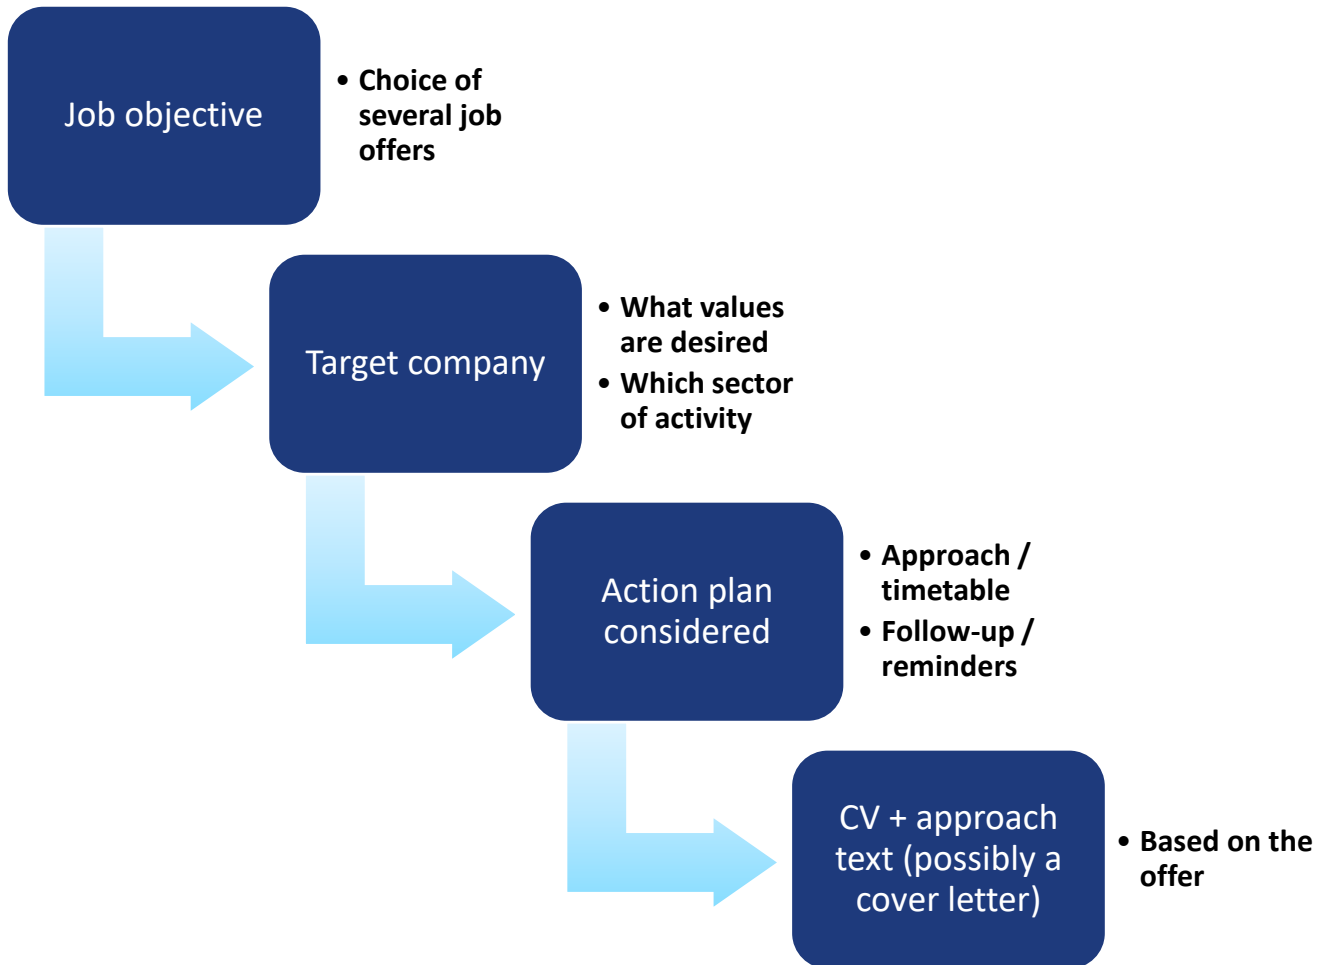 Job objective
• Choice of
several job
offers
Target company
• What values
are desired
• Which sector
of activity
Action plan
considered
• Approach /
timetable
• Follow-up /
reminders
CV + approach
text (possibly a
cover letter)
• Based on the
offer